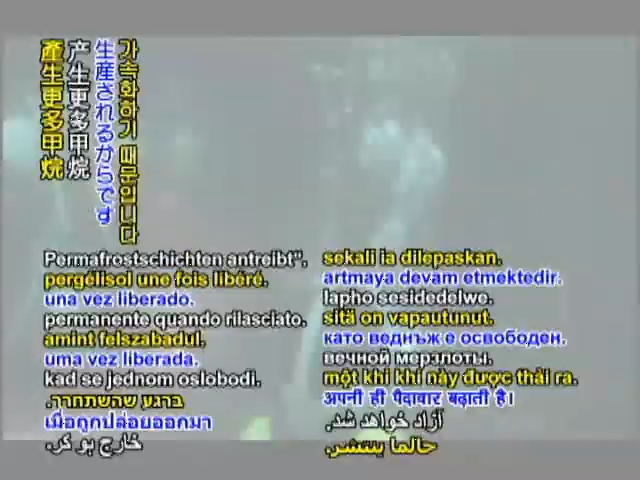 產生更多甲烷
产生更多甲烷
生産されるからです
가속화하기 때문입니다
Permafrostschichten antreibt".
pergélisol une fois libéré.
una vez liberado.
permanente quando rilasciato.
amint felszabadul.
uma vez liberada.
kad se jednom oslobodi.
ברגע שהשתחרר.
เมื่อถูกปล่อยออกมา
خارج ہو کر.
sekali ia dilepaskan.
artmaya devam etmektedir.
lapho sesidedelwe.
sitä on vapautunut.
като веднъж е освободен.
вечной мерзлоты.
một khi khí này được thải ra.
अपनी ही पैदावार बढ़ाती है।
آزاد خواهد شد.
حالما ينتشر.